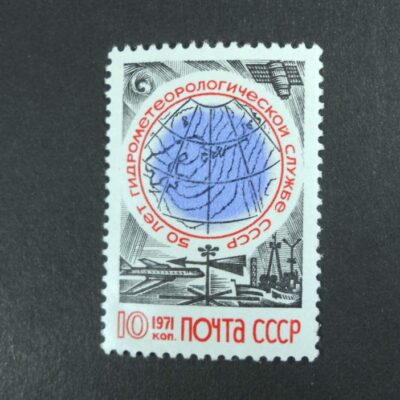 50 ЛЕТ ГИДРОМЕТЕОРОЛОГИЧЕСКОЙ СЛУЖБЕ СССР
10 1971 КОП. ПОЧТА СССР